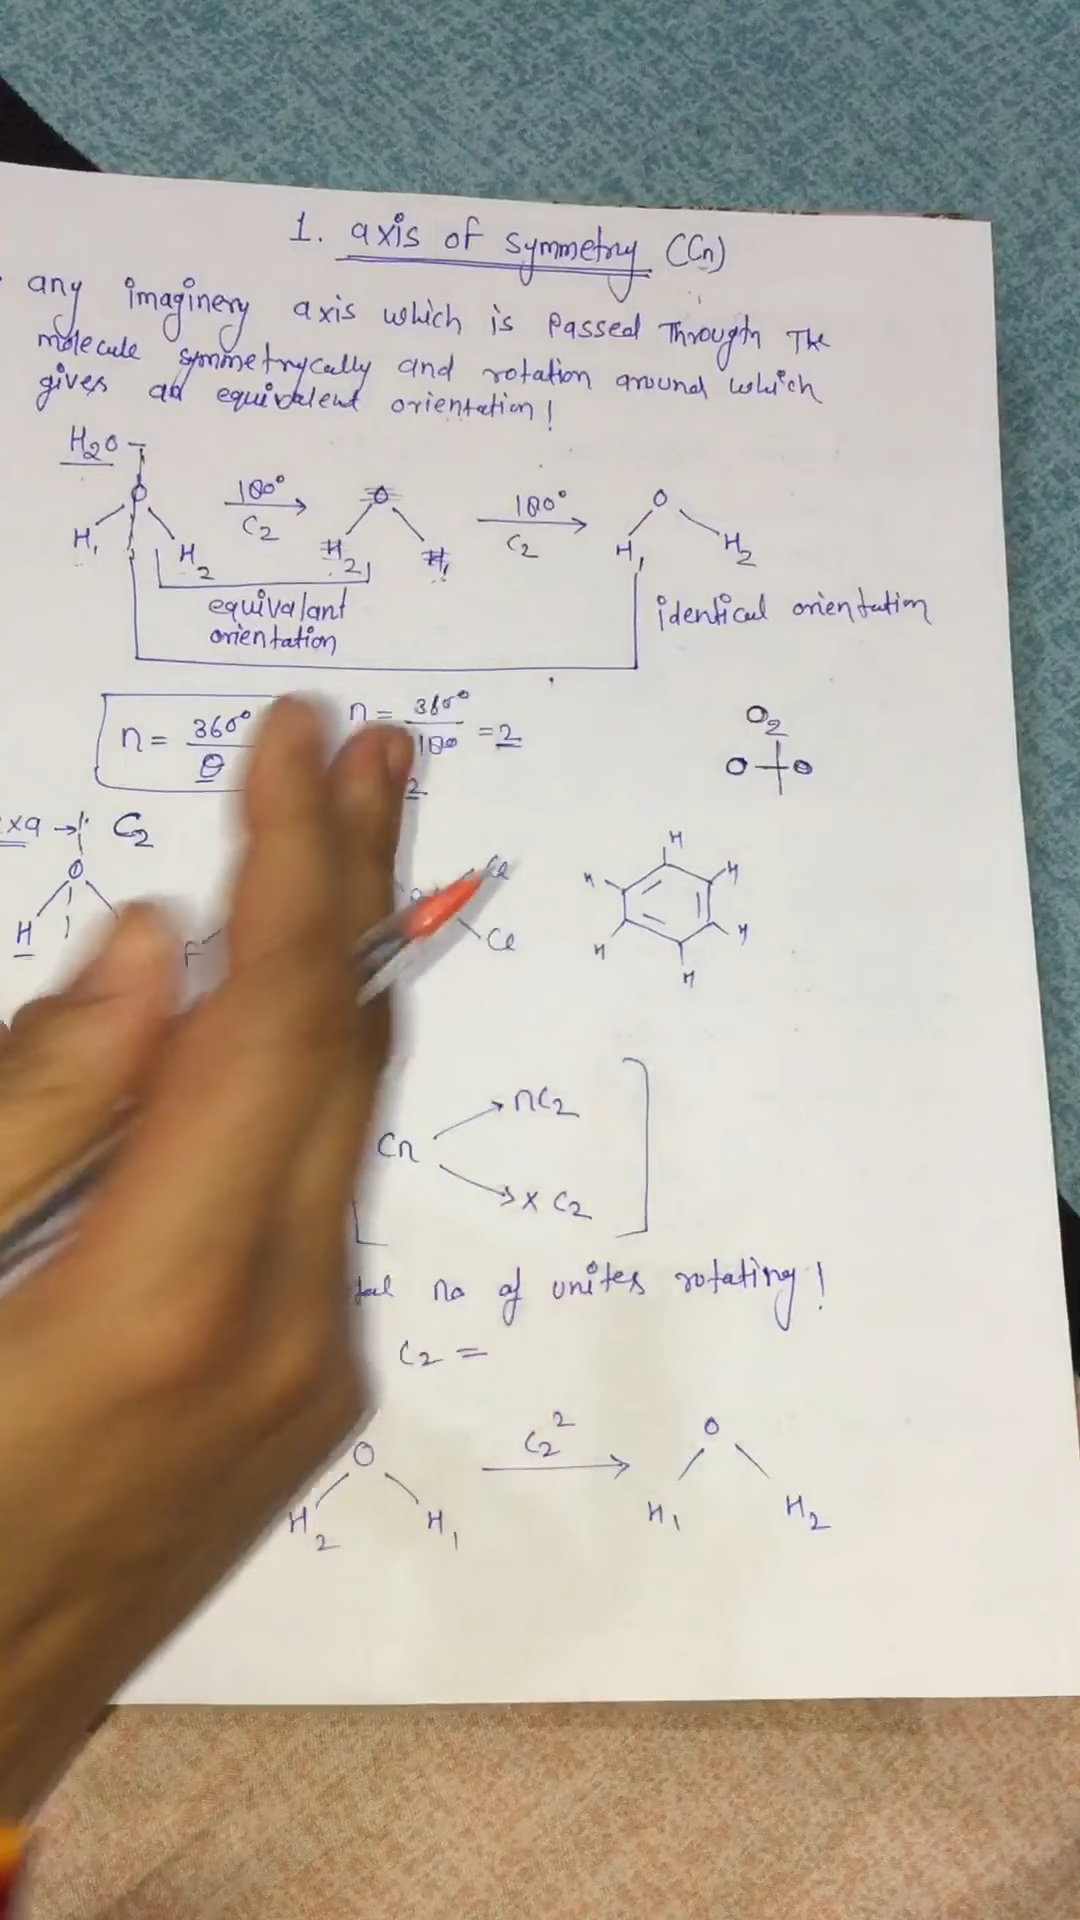 1. axis of symmetry (Cn)
any imaginery axis which is passed Through The
molecule symmetrycally and rotation around which
gives an equivalent orientation!
H2O
O 180° O 180° O
H1 H2 C2 H2 H1 C2 H1 H2
equivalant
orientation
identical orientation
n = 360°/θ n = 360°/180 = 2
2
O2
O O
C2
O
H
F Cl
Cl
H
H H
H H
H
nC2
Cn
x C2
no of unites rotating!
C2 =
O C2² O
H2 H1 H1 H2